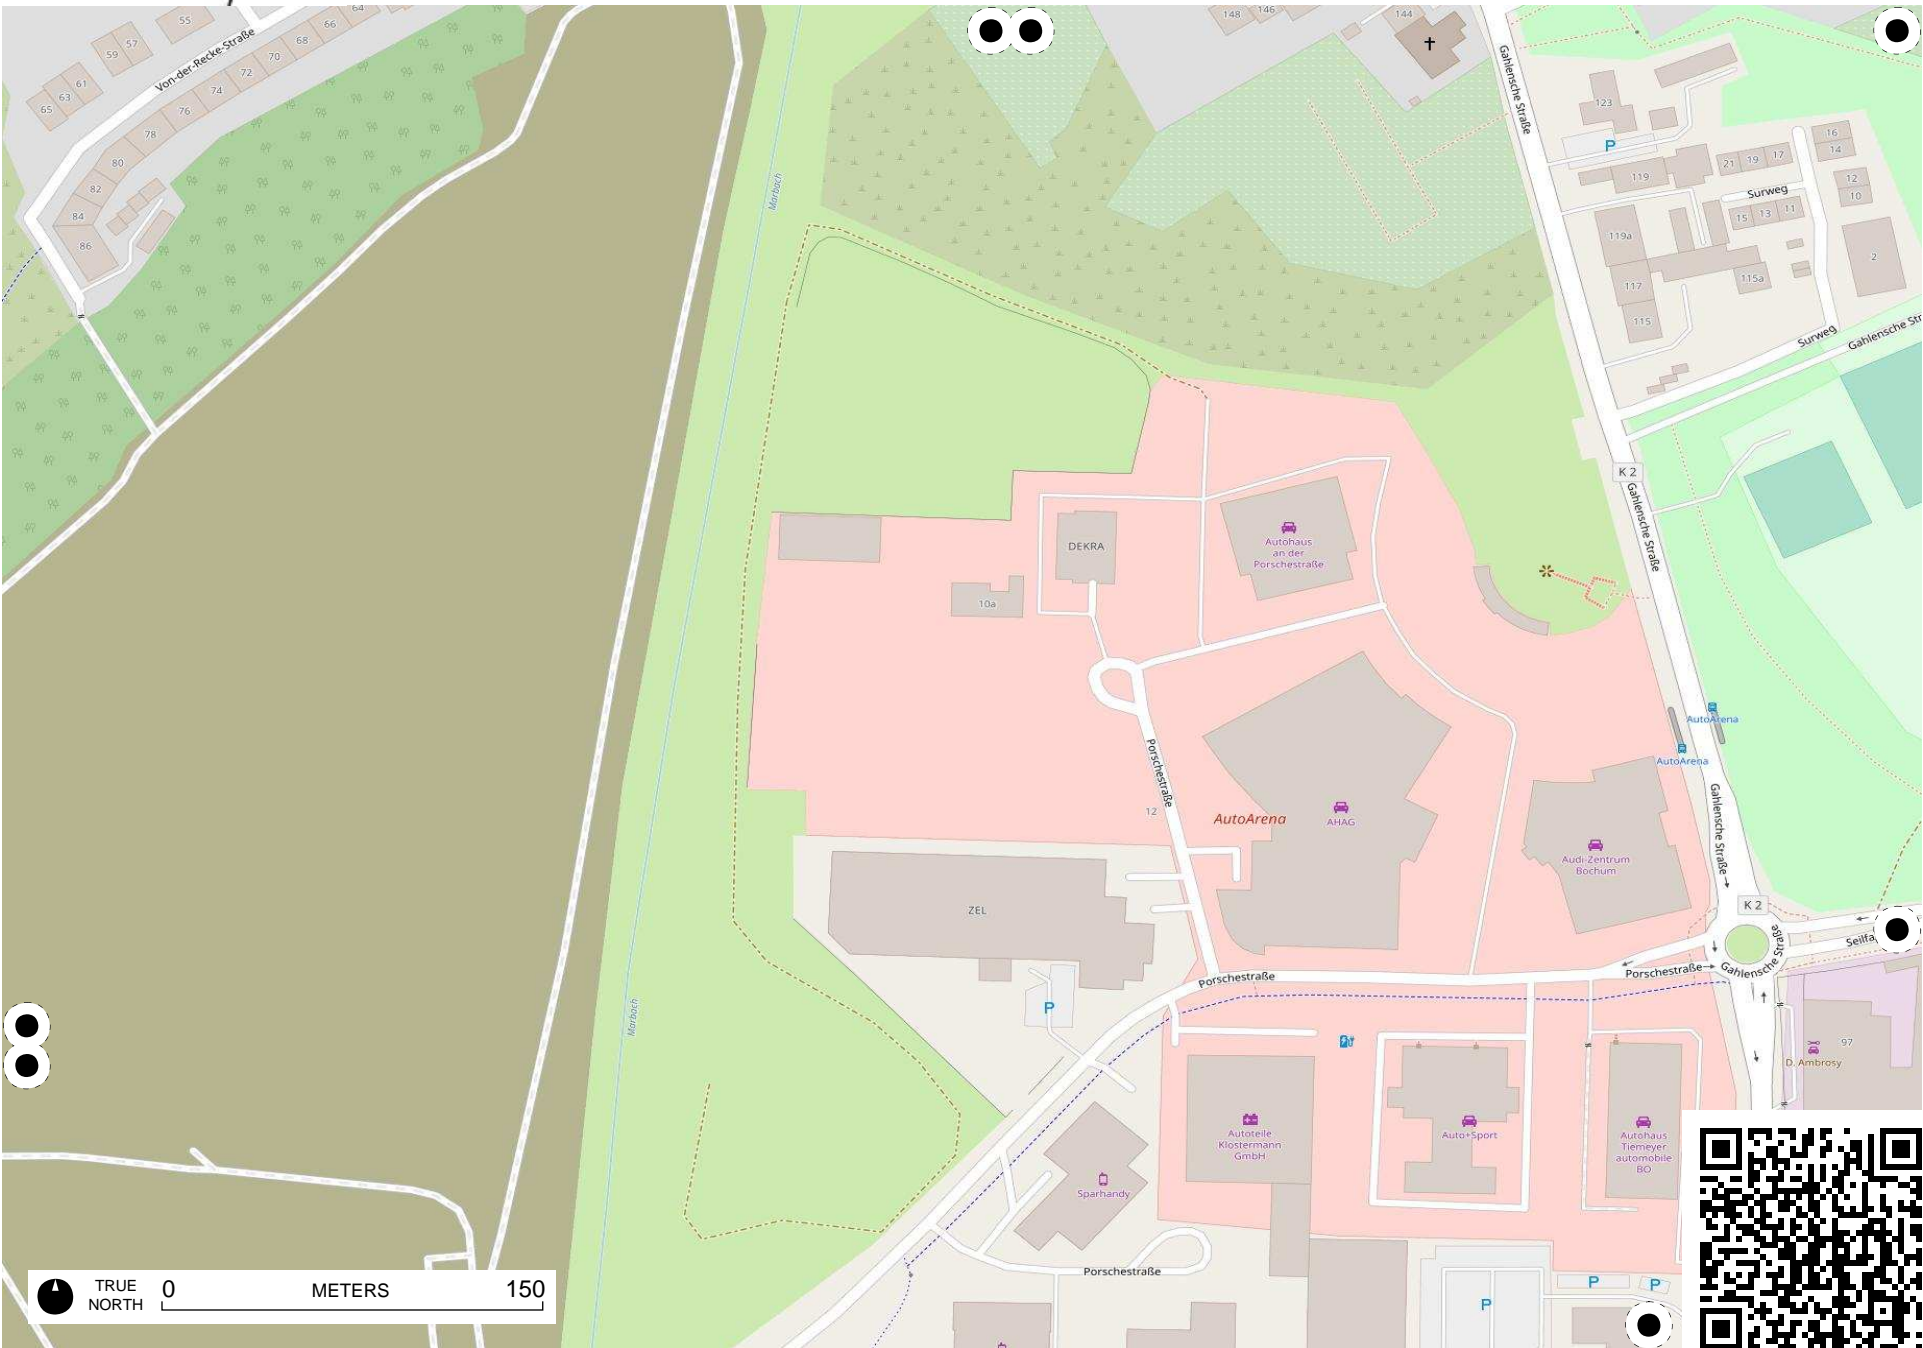 55
57
59
61
63
65
64
66
68
70
72
74
76
78
80
82
84
86
Von-der-Recke-Straße
148
146
144
Gahlensche Straße
123
P
119
21
19
17
16
14
Surweg
12
10
15
13
11
119a
2
117
115a
115
Surweg
Gahlensche Str
Marbach
K 2
Gahlensche Straße
DEKRA
Autohaus
an der
Porschestraße
10a
AutoArena
AutoArena
Porschestraße
12
AutoArena
AHAG
Gahlensche Straße
Audi-Zentrum
Bochum
ZEL
K 2
Gahlensche Straße
Porschestraße
Porschestraße
P
Marbach
97
D. Ambrosy
Autoteile
Klostermann
GmbH
Auto+Sport
Autohaus
Tiemeyer
automobile
BO
Sparhandy
Porschestraße
P
P
P
TRUE
NORTH
0
METERS
150